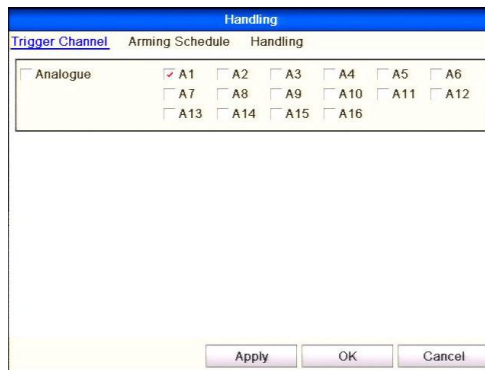 Handling
Trigger Channel Arming Schedule Handling
Analogue A1 A2 A3 A4 A5 A6
A7 A8 A9 A10 A11 A12
A13 A14 A15 A16
Apply OK Cancel